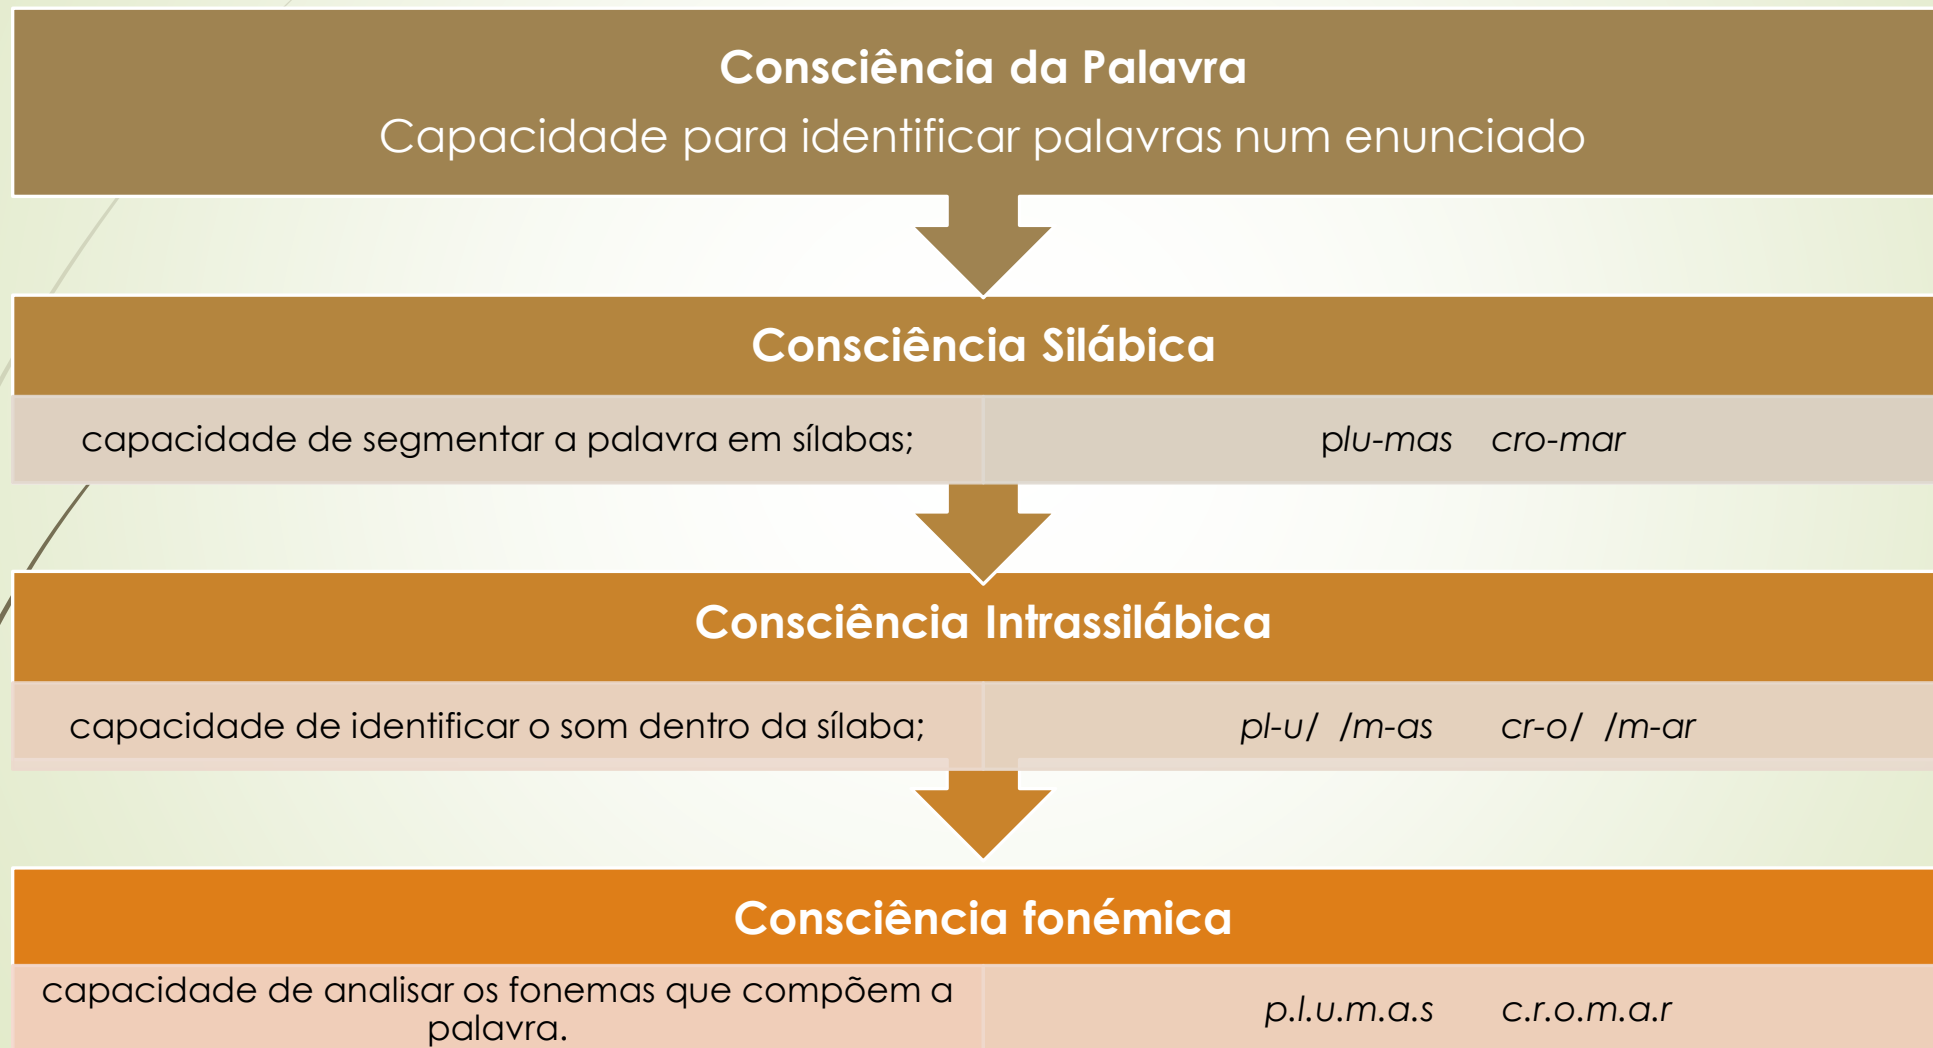 Consciência da Palavra
Capacidade para identificar palavras num enunciado
Consciência Silábica
capacidade de segmentar a palavra em sílabas;
plu-mas cro-mar
Consciência Intrassilábica
capacidade de identificar o som dentro da sílaba;
pl-u/ /m-as cr-o/ /m-ar
Consciência fonémica
capacidade de analisar os fonemas que compõem a
palavra.
p.l.u.m.a.s c.r.o.m.a.r